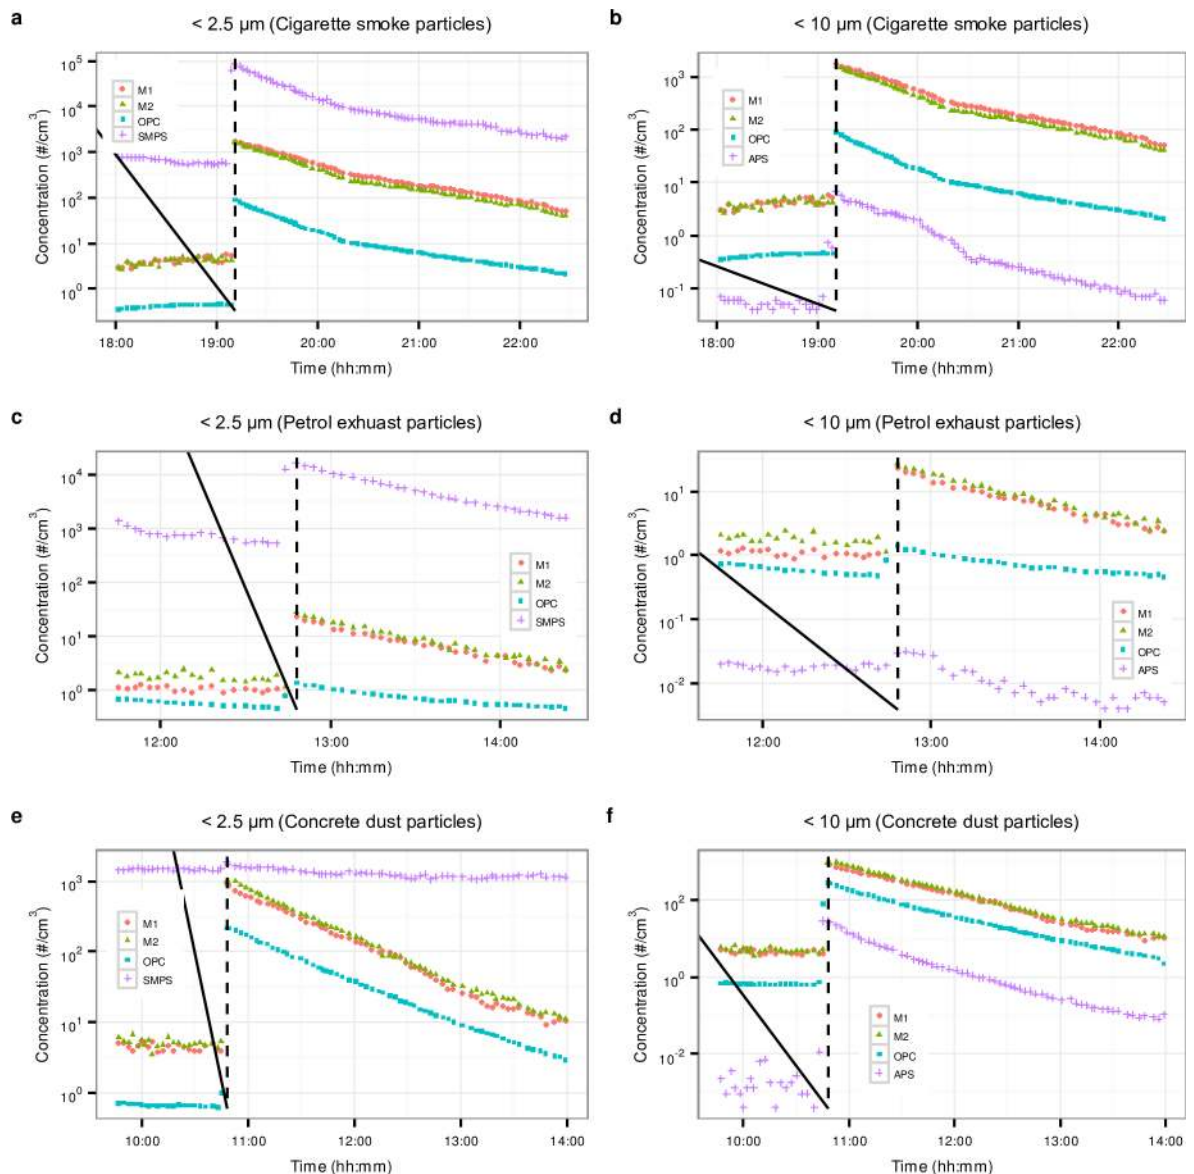 a
< 2.5 µm (Cigarette smoke particles)
Concentration (#/cm³)
10⁵
10⁴
10³
10²
10¹
10⁰
M1
M2
OPC
SMPS
18:00 19:00 20:00 21:00 22:00
Time (hh:mm)
b
< 10 µm (Cigarette smoke particles)
Concentration (#/cm³)
10³
10²
10¹
10⁰
10⁻¹
M1
M2
OPC
APS
18:00 19:00 20:00 21:00 22:00
Time (hh:mm)
c
< 2.5 µm (Petrol exhuast particles)
Concentration (#/cm³)
10⁴
10³
10²
10¹
10⁰
M1
M2
OPC
SMPS
12:00 13:00 14:00
Time (hh:mm)
d
< 10 µm (Petrol exhaust particles)
Concentration (#/cm³)
10¹
10⁰
10⁻¹
10⁻²
M1
M2
OPC
APS
12:00 13:00 14:00
Time (hh:mm)
e
< 2.5 µm (Concrete dust particles)
Concentration (#/cm³)
10³
10²
10¹
10⁰
M1
M2
OPC
SMPS
10:00 11:00 12:00 13:00 14:00
Time (hh:mm)
f
< 10 µm (Concrete dust particles)
Concentration (#/cm³)
10²
10⁰
10⁻²
M1
M2
OPC
APS
10:00 11:00 12:00 13:00 14:00
Time (hh:mm)